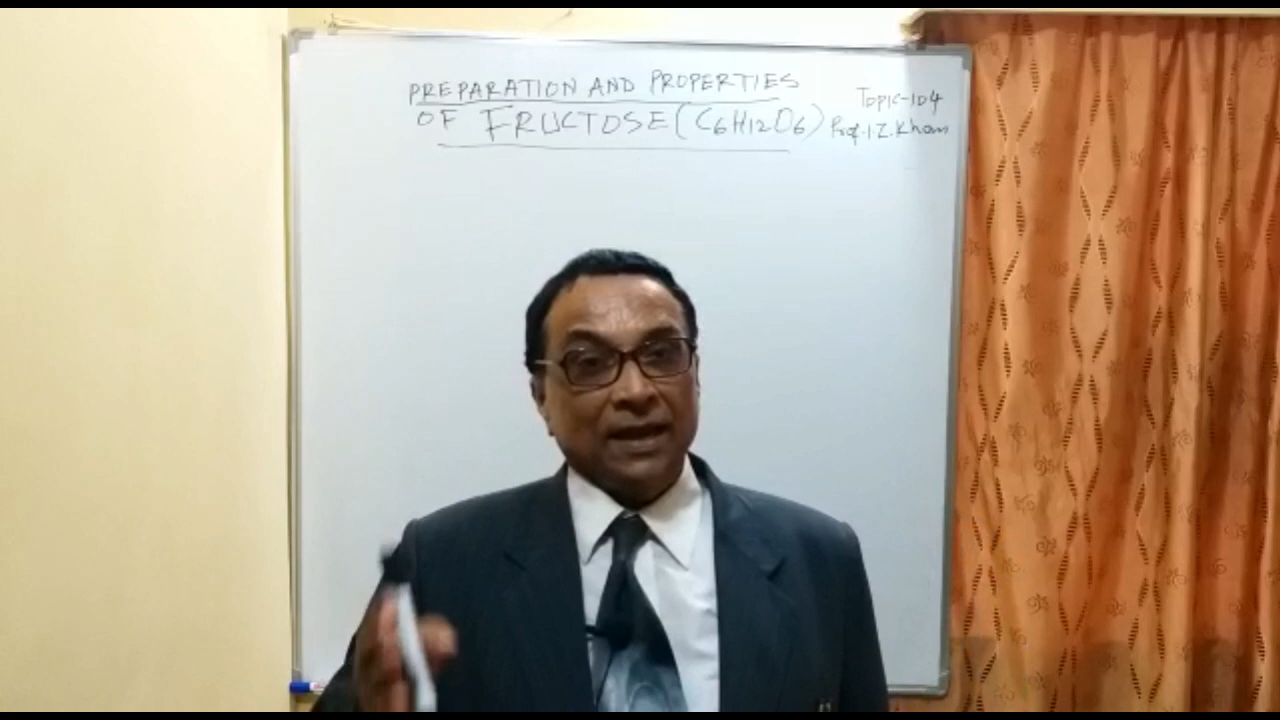 PREPARATION AND PROPERTIES
OF FRUCTOSE (C6H12O6)
Topic-104
Prof. I.Z. Khan